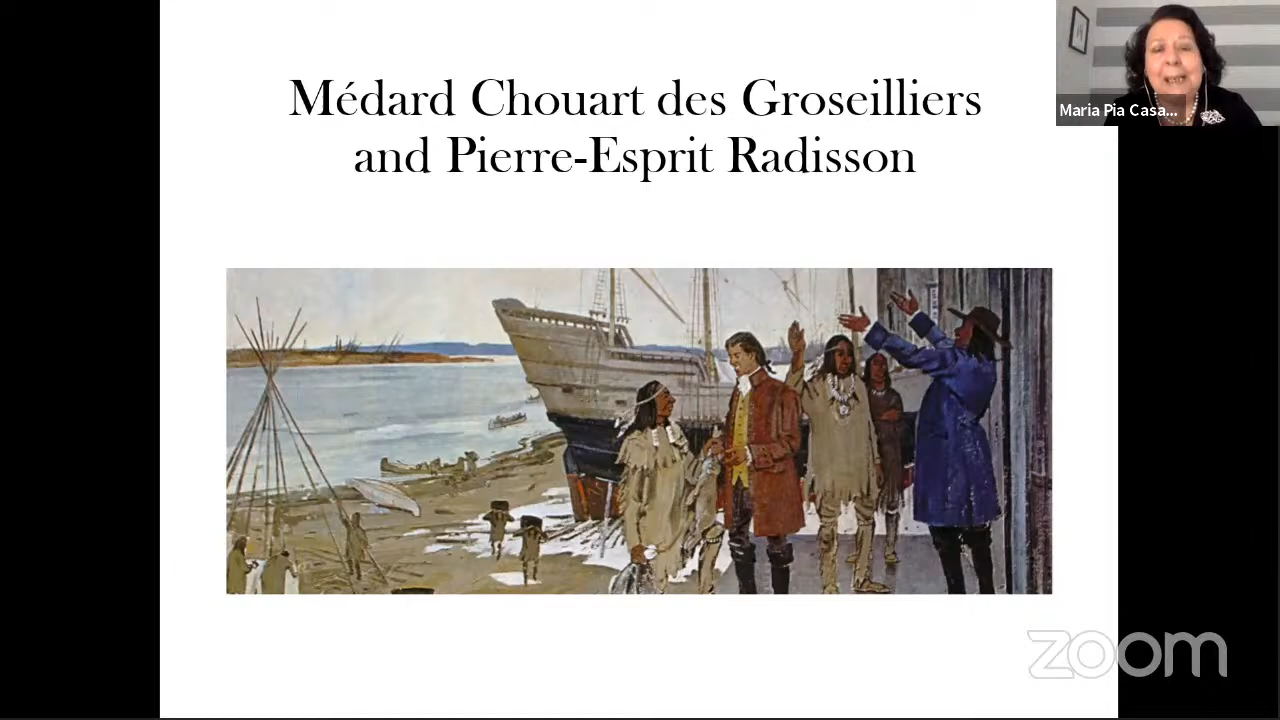 Médard Chouart des Groseilliers
and Pierre-Esprit Radisson
Maria Pia Casa...
zoom